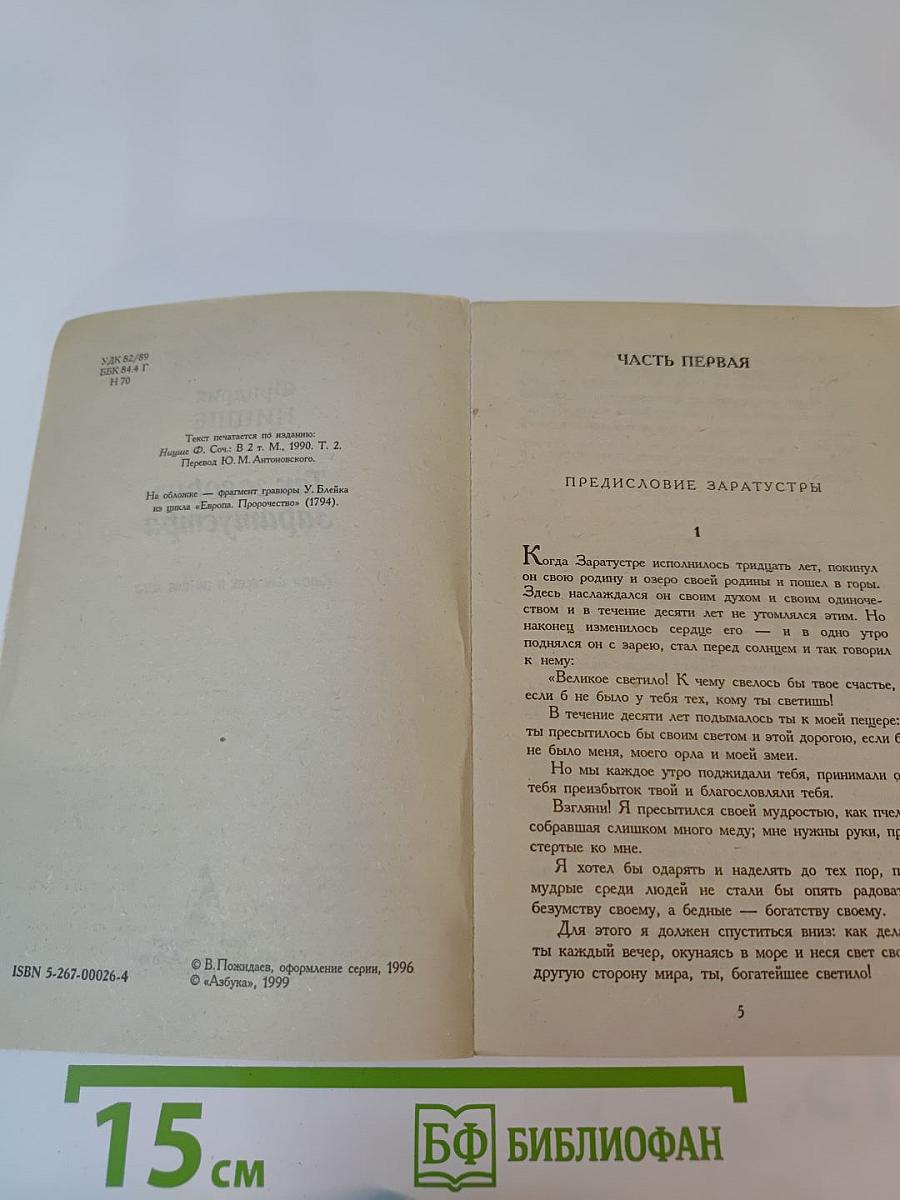 УДК 82/89
ББК 84.4 Г
Н 70
Текст печатается по изданию:
Ницше Ф. Соч.: В 2 т. М., 1990. Т. 2.
Перевод Ю. М. Антоновского.
На обложке — фрагмент гравюры У. Блейка
из цикла «Европа. Пророчество» (1794).
ISBN 5-267-00026-4
© В. Пожидаев, оформление серии, 1996
© «Азбука», 1999
ЧАСТЬ ПЕРВАЯ
ПРЕДИСЛОВИЕ ЗАРАТУСТРЫ
1
Когда Заратустре исполнилось тридцать лет, покинул
он свою родину и озеро своей родины и пошел в горы.
Здесь наслаждался он своим духом и своим одиноче-
ством и в течение десяти лет не утомлялся этим. Но
наконец изменилось сердце его — и в одно утро
поднялся он с зарею, стал перед солнцем и так говорил
к нему:
«Великое светило! К чему свелось бы твое счастье,
если б не было у тебя тех, кому ты светишь!
В течение десяти лет подымалось ты к моей пещере:
ты пресытилось бы своим светом и этой дорогою, если б
не было меня, моего орла и моей змеи.
Но мы каждое утро поджидали тебя, принимали о
тебя преизбыток твой и благословляли тебя.
Взгляни! Я пресытился своей мудростью, как пчел
собравшая слишком много меду; мне нужны руки, пр
стертые ко мне.
Я хотел бы одарять и наделять до тех пор, п
мудрые среди людей не стали бы опять радоват
безумству своему, а бедные — богатству своему.
Для этого я должен спуститься вниз: как дела
ты каждый вечер, окунаясь в море и неся свет сво
другую сторону мира, ты, богатейшее светило!
5
15 см
БФ БИБЛИОФАН